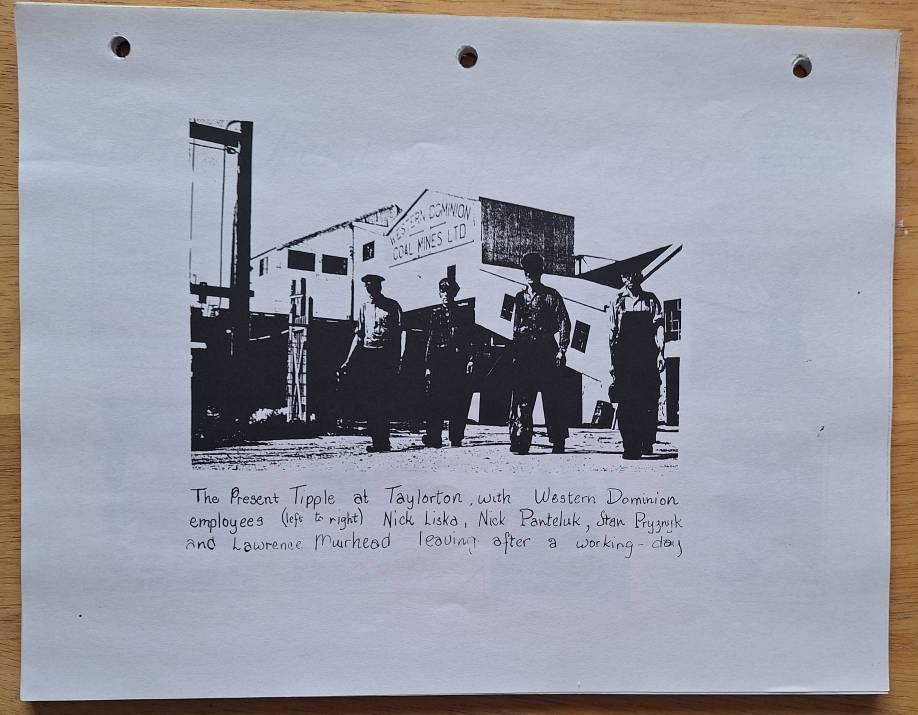 WESTERN DOMINION
COAL MINES LTD
The Present Tipple at Taylorton, with Western Dominion
employees (left to right) Nick Liska, Nick Panteluk, Stan Pryznyk
and Lawrence Muirhead leaving after a working-day